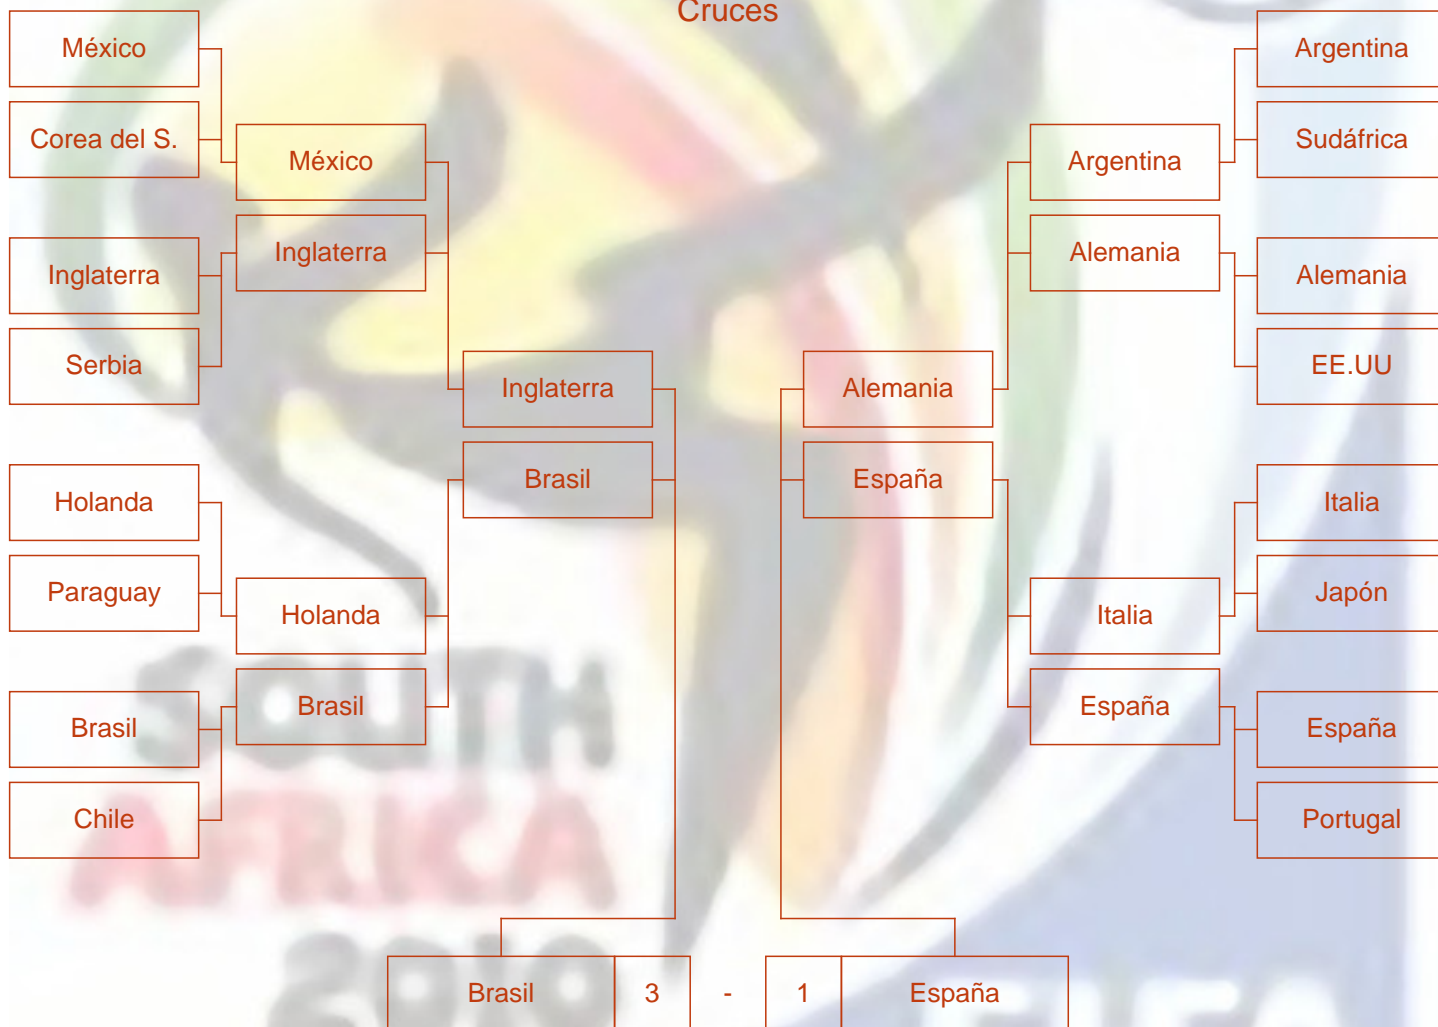 Cruces
México
Argentina
Corea del S.
Sudáfrica
México
Argentina
Inglaterra
Alemania
Inglaterra
Alemania
Serbia
EE.UU
Inglaterra
Alemania
Brasil
España
Holanda
Italia
Paraguay
Japón
Holanda
Italia
Brasil
España
Brasil
España
Chile
Portugal
SOUTH
AFRICA
2010
Brasil 3 - 1 España
FIFA